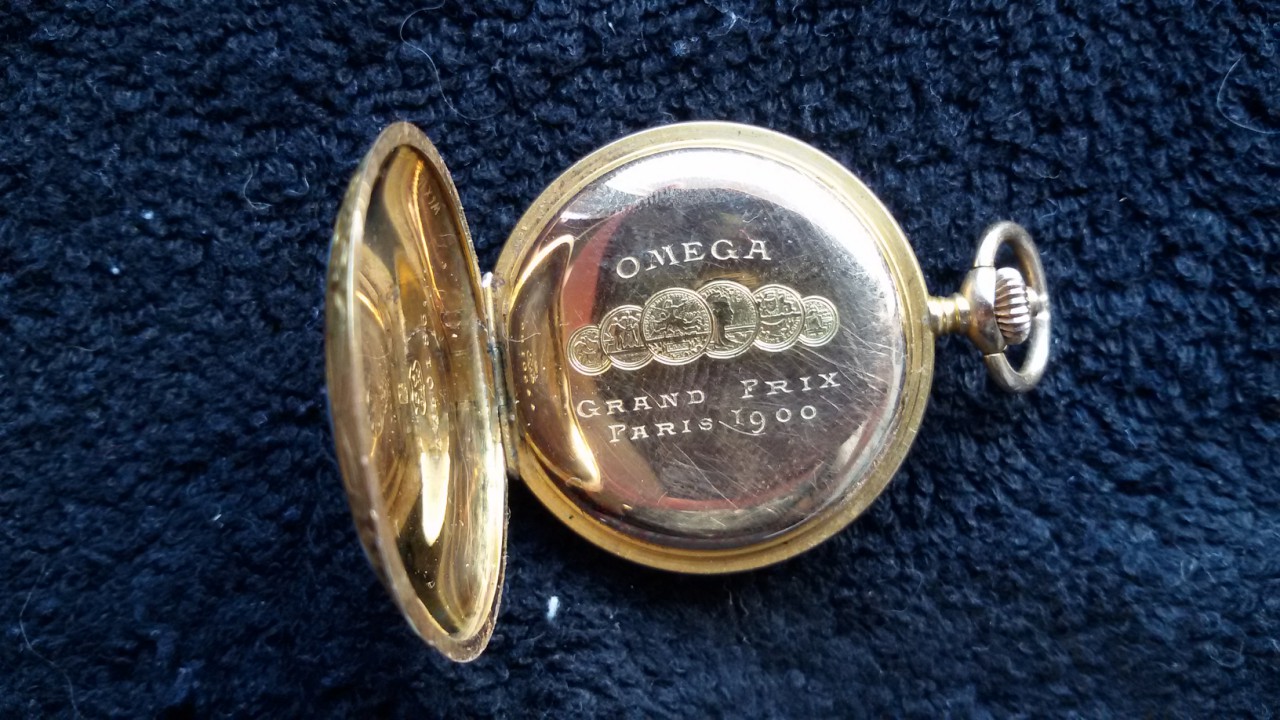 OMEGA
GRAND PRIX
PARIS 1900